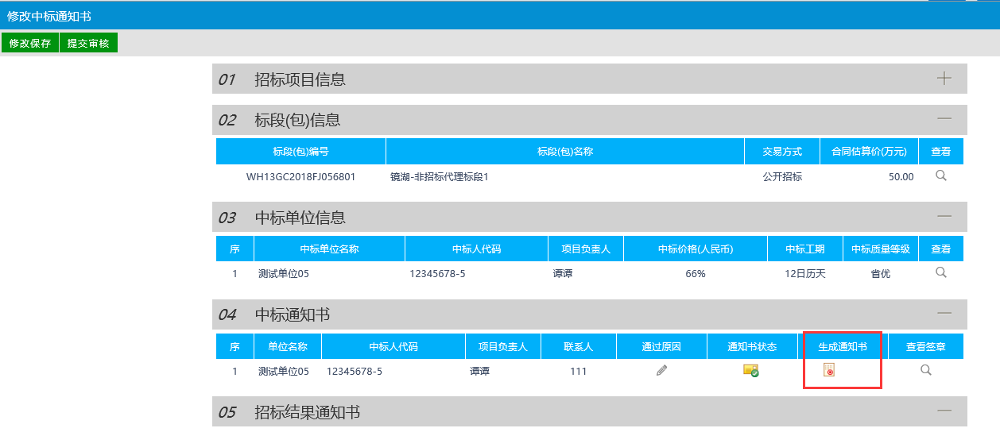 修改中标通知书
修改保存 提交审核
01 招标项目信息
02 标段(包)信息
标段(包)编号 标段(包)名称 交易方式 合同估算价(万元) 查看
WH13GC2018FJ056801 镜湖-非招标代理标段1 公开招标 50.00
03 中标单位信息
序 中标单位名称 中标人代码 项目负责人 中标价格(人民币) 中标工期 中标质量等级 查看
1 测试单位05 12345678-5 谭谭 66% 12日历天 省优
04 中标通知书
序 单位名称 中标人代码 项目负责人 联系人 通过原因 通知书状态 生成通知书 查看签章
1 测试单位05 12345678-5 谭谭 111
05 招标结果通知书